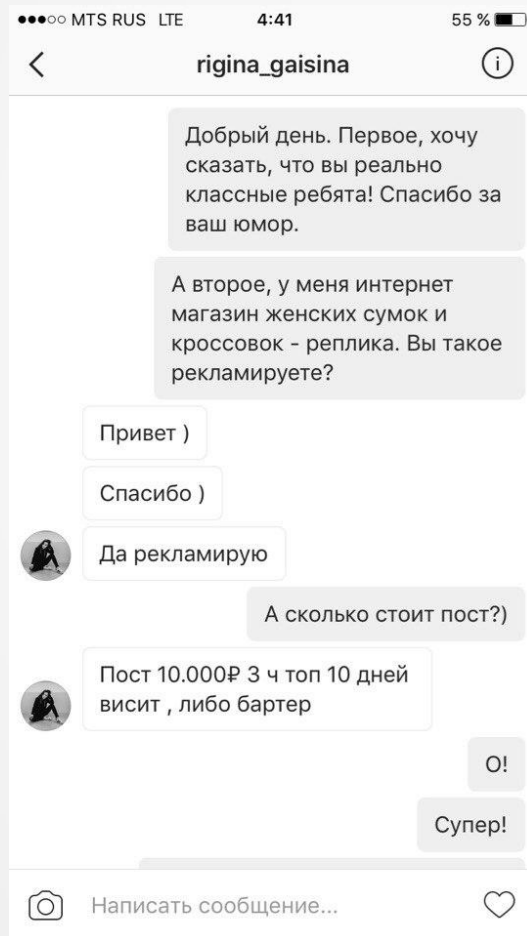 MTS RUS LTE 4:41 55 %
rigina_gaisina
Добрый день. Первое, хочу
сказать, что вы реально
классные ребята! Спасибо за
ваш юмор.
А второе, у меня интернет
магазин женских сумок и
кроссовок - реплика. Вы такое
рекламируете?
Привет )
Спасибо )
Да рекламирую
А сколько стоит пост?)
Пост 10.000₽ 3 ч топ 10 дней
висит , либо бартер
О!
Супер!
Написать сообщение...